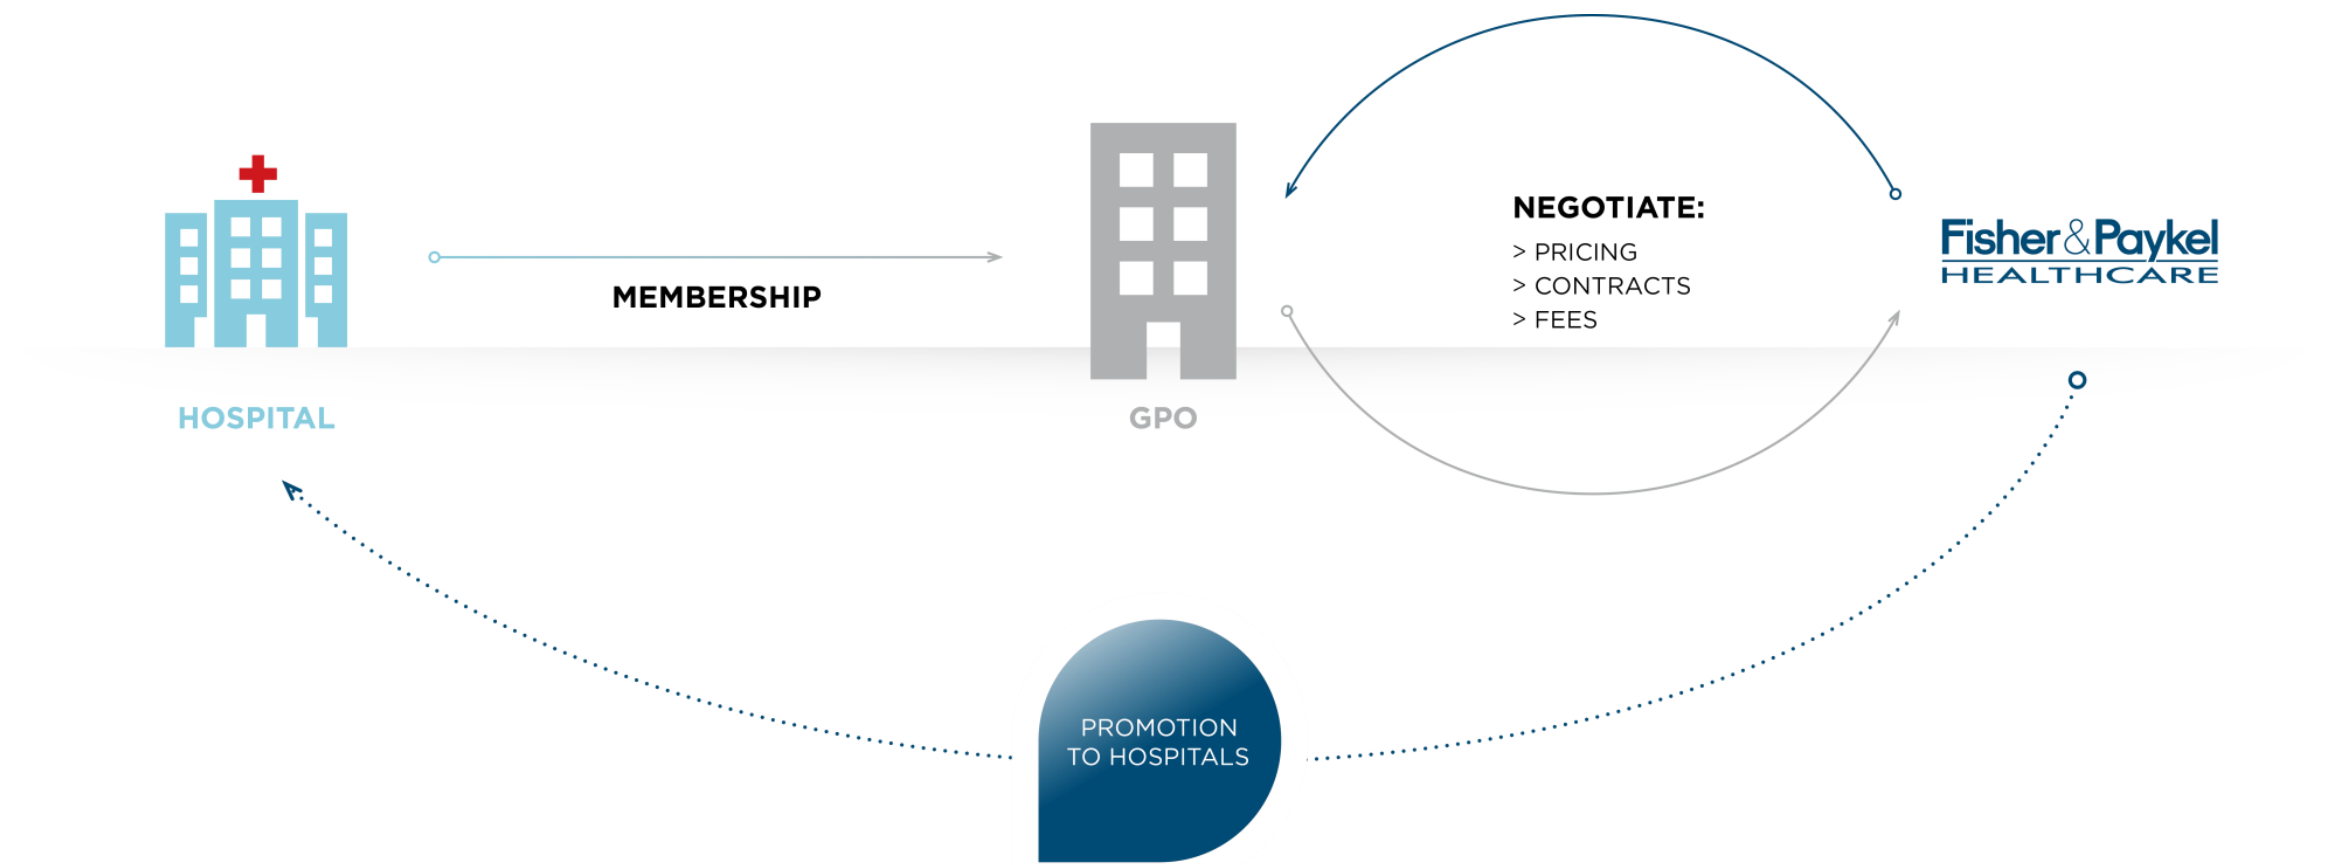 HOSPITAL
MEMBERSHIP
GPO
NEGOTIATE:
> PRICING
> CONTRACTS
> FEES
Fisher&Paykel
HEALTHCARE
PROMOTION
TO HOSPITALS